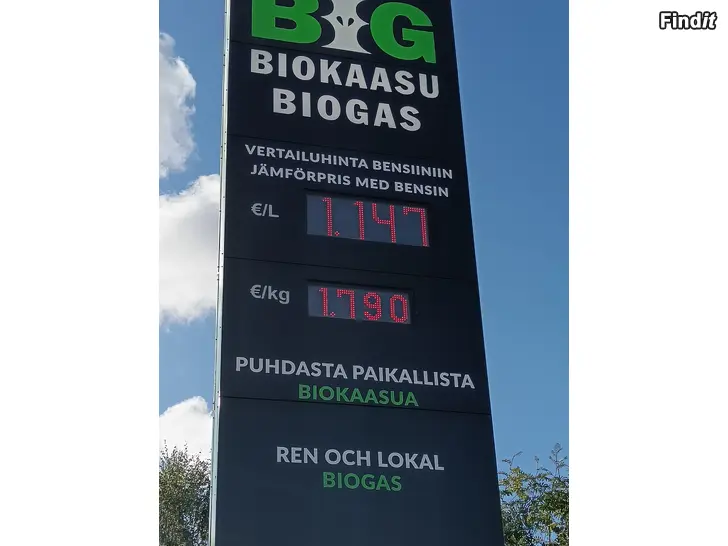 Findit
BG
BIOKAASU
BIOGAS
VERTAILUHINTA BENSIINIIN
JÄMFÖRPRIS MED BENSIN
€/L 1.147
€/kg 1.790
PUHDASTA PAIKALLISTA
BIOKAASUA
REN OCH LOKAL
BIOGAS